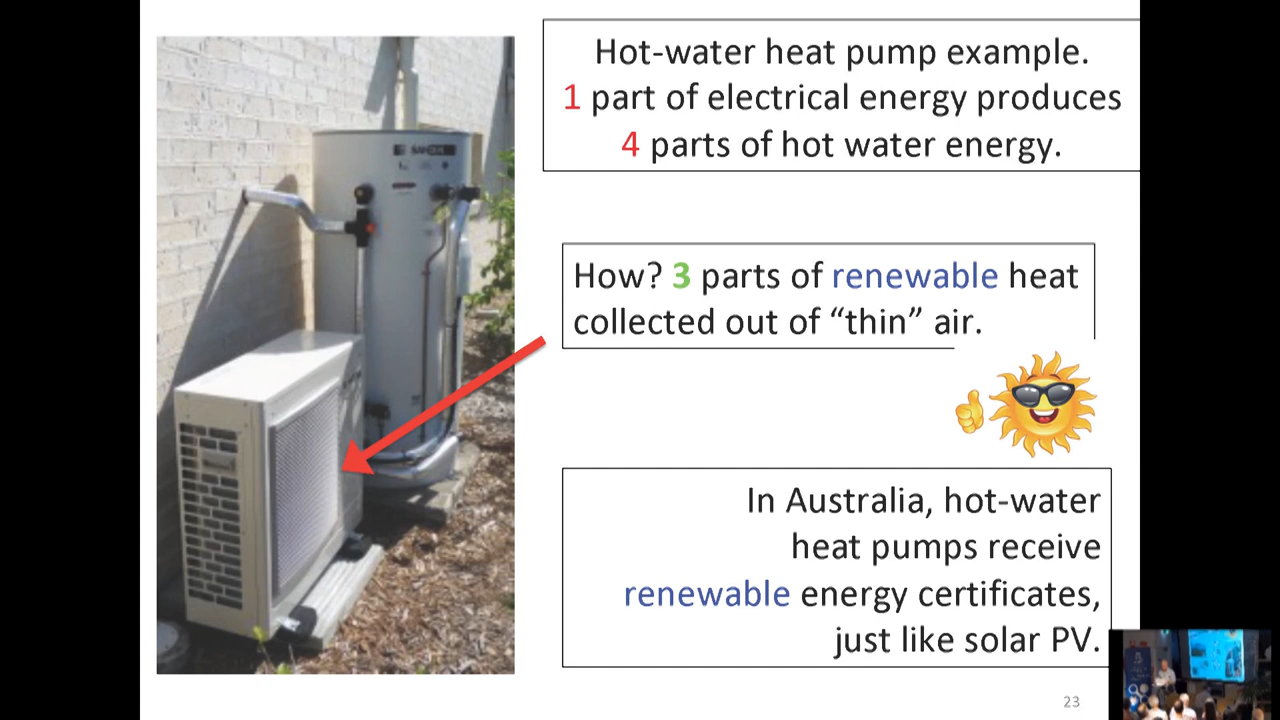 Hot-water heat pump example.
1 part of electrical energy produces
4 parts of hot water energy.
How? 3 parts of renewable heat
collected out of “thin” air.
In Australia, hot-water
heat pumps receive
renewable energy certificates,
just like solar PV.
23